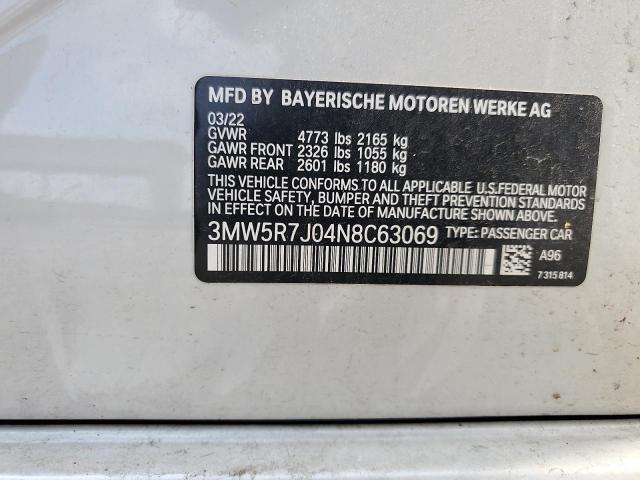 MFD BY BAYERISCHE MOTOREN WERKE AG
03/22
GVWR 4773 lbs 2165 kg
GAWR FRONT 2326 lbs 1055 kg
GAWR REAR 2601 lbs 1180 kg
THIS VEHICLE CONFORMS TO ALL APPLICABLE U.S. FEDERAL MOTOR
VEHICLE SAFETY, BUMPER AND THEFT PREVENTION STANDARDS
IN EFFECT ON THE DATE OF MANUFACTURE SHOWN ABOVE.
3MW5R7J04N8C63069 TYPE: PASSENGER CAR
A96
7 315 814